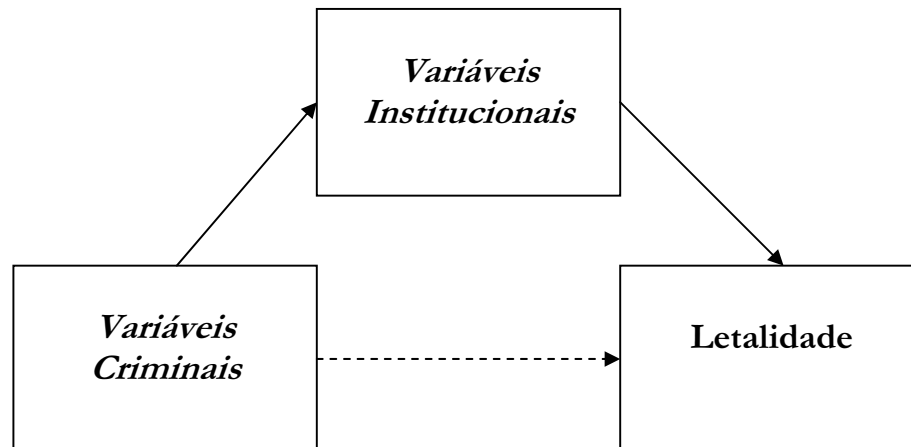 Variáveis
Institucionais
Variáveis
Criminais
Letalidade